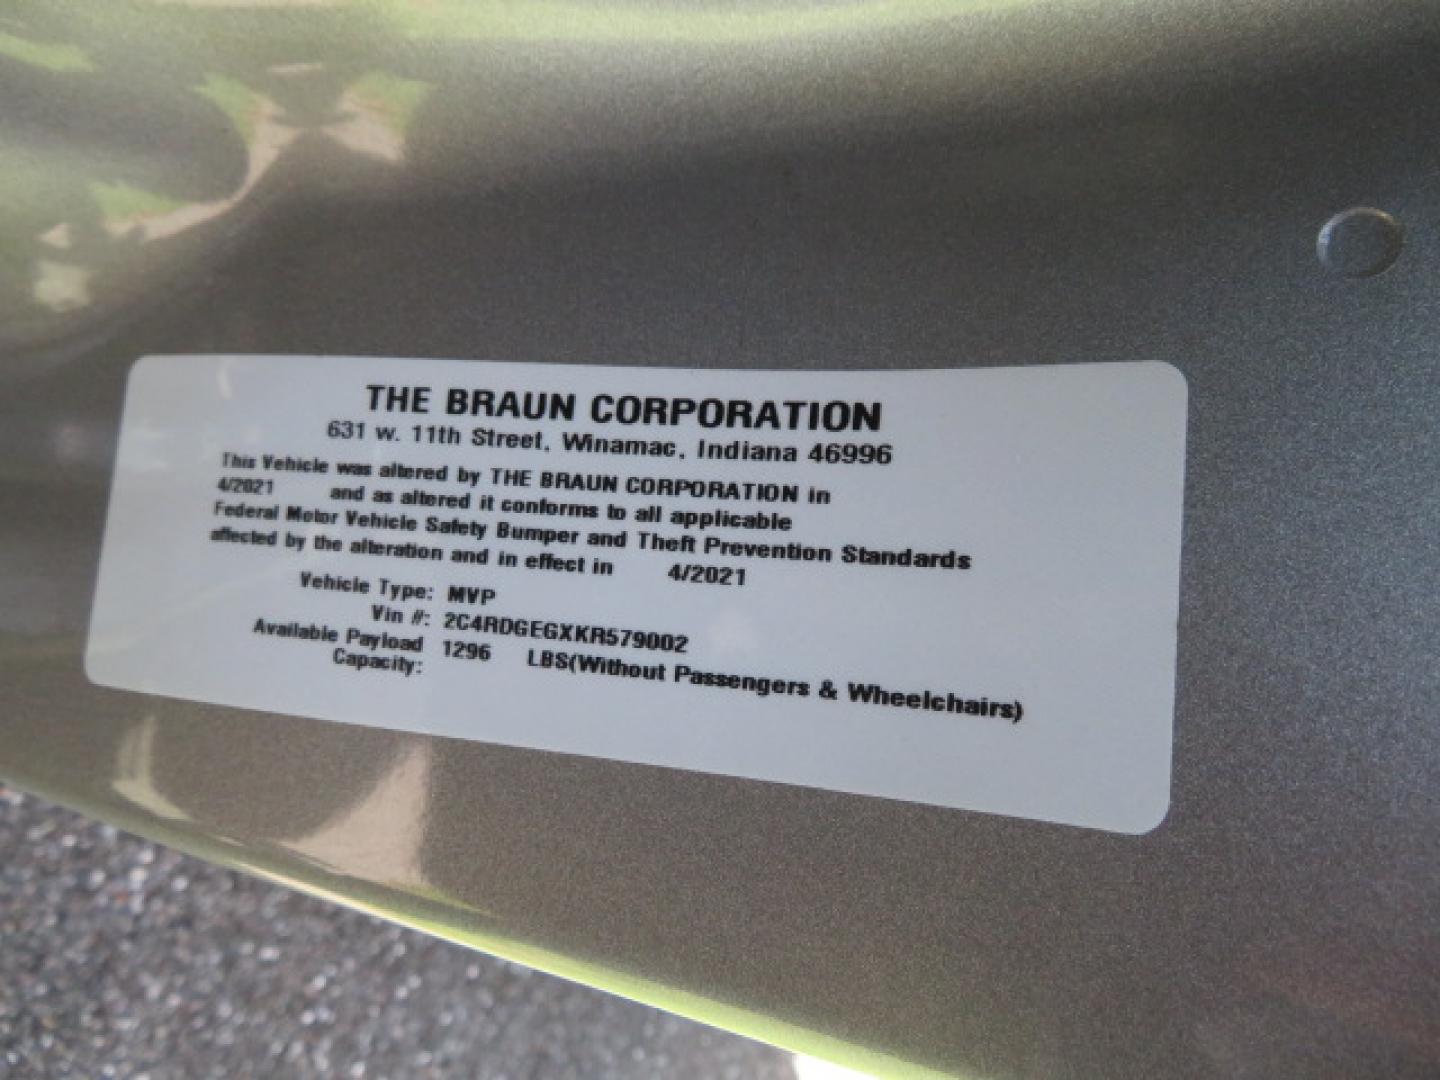 THE BRAUN CORPORATION
631 w. 11th Street, Winamac, Indiana 46996
This Vehicle was altered by THE BRAUN CORPORATION in
4/2021 and as altered it conforms to all applicable
Federal Motor Vehicle Safety Bumper and Theft Prevention Standards
affected by the alteration and in effect in 4/2021
Vehicle Type: MVP
Vin #: 2C4RDGEGXKR579002
Available Payload 1296 LBS(Without Passengers & Wheelchairs)
Capacity: